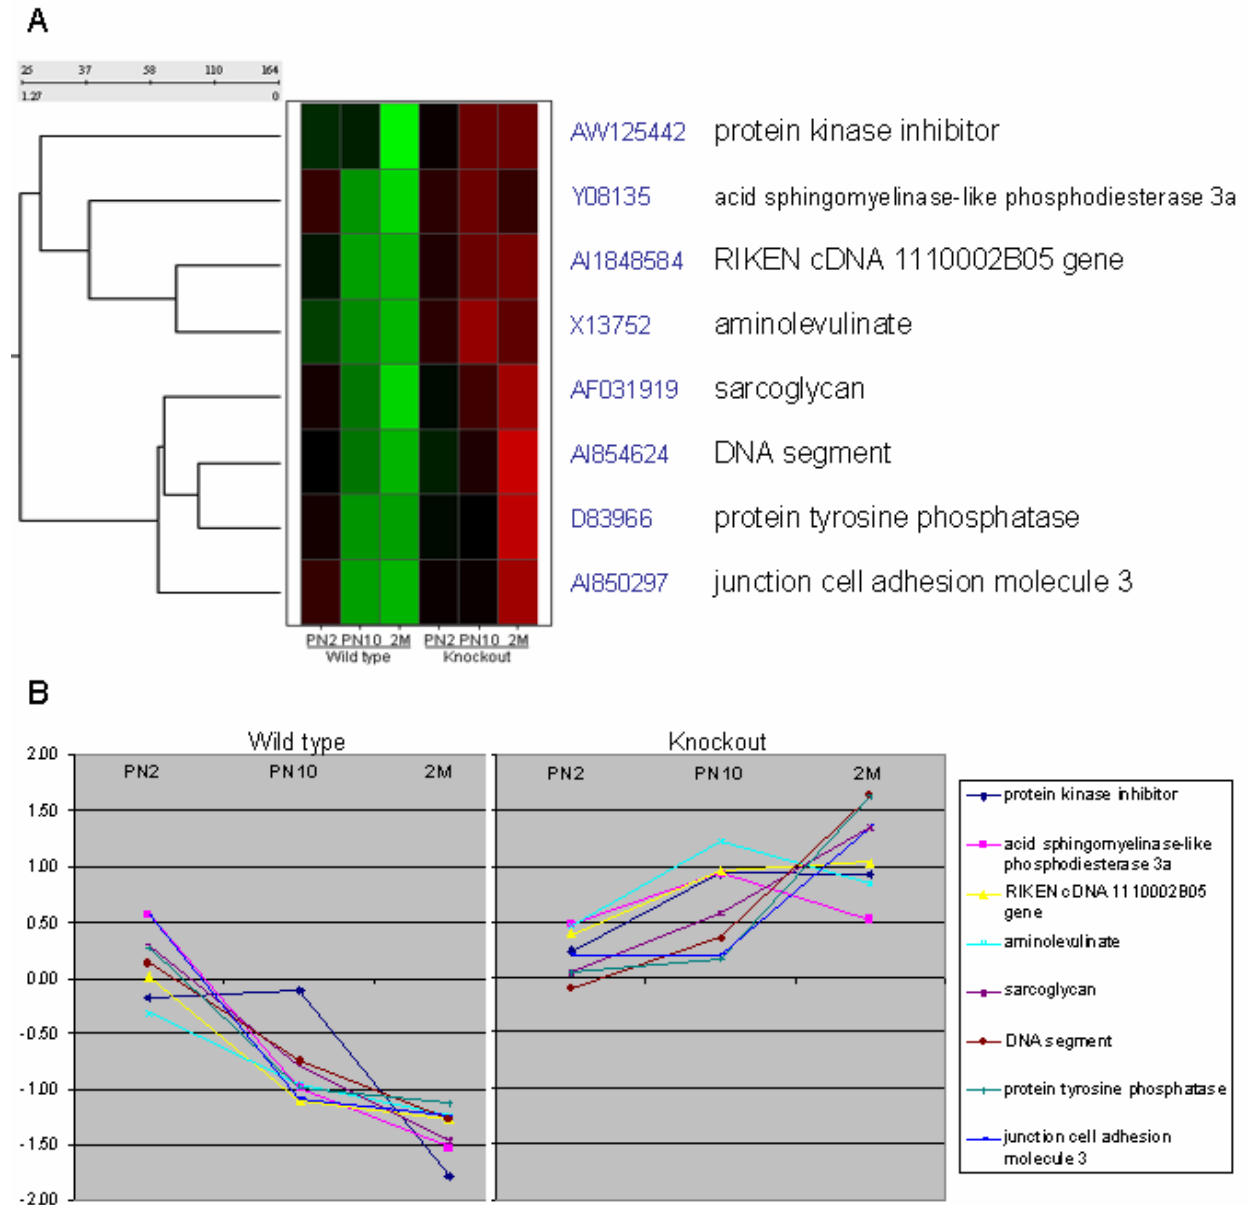 A
25 37 58 110 164
1.27 0
AW125442 protein kinase inhibitor
Y08135 acid sphingomyelinase-like phosphodiesterase 3a
AI1848584 RIKEN cDNA 1110002B05 gene
X13752 aminolevulinate
AF031919 sarcoglycan
AI854624 DNA segment
D83966 protein tyrosine phosphatase
AI850297 junction cell adhesion molecule 3
PN2 PN10 2M PN2 PN10 2M
Wild type Knockout
B
Wild type Knockout
PN2 PN10 2M PN2 PN10 2M
2.00
1.50
1.00
0.50
0.00
-0.50
-1.00
-1.50
-2.00
protein kinase inhibitor
acid sphingomyelinase-like
phosphodiesterase 3a
RIKEN cDNA 1110002B05
gene
aminolevulinate
sarcoglycan
DNA segment
protein tyrosine phosphatase
junction cell adhesion
molecule 3